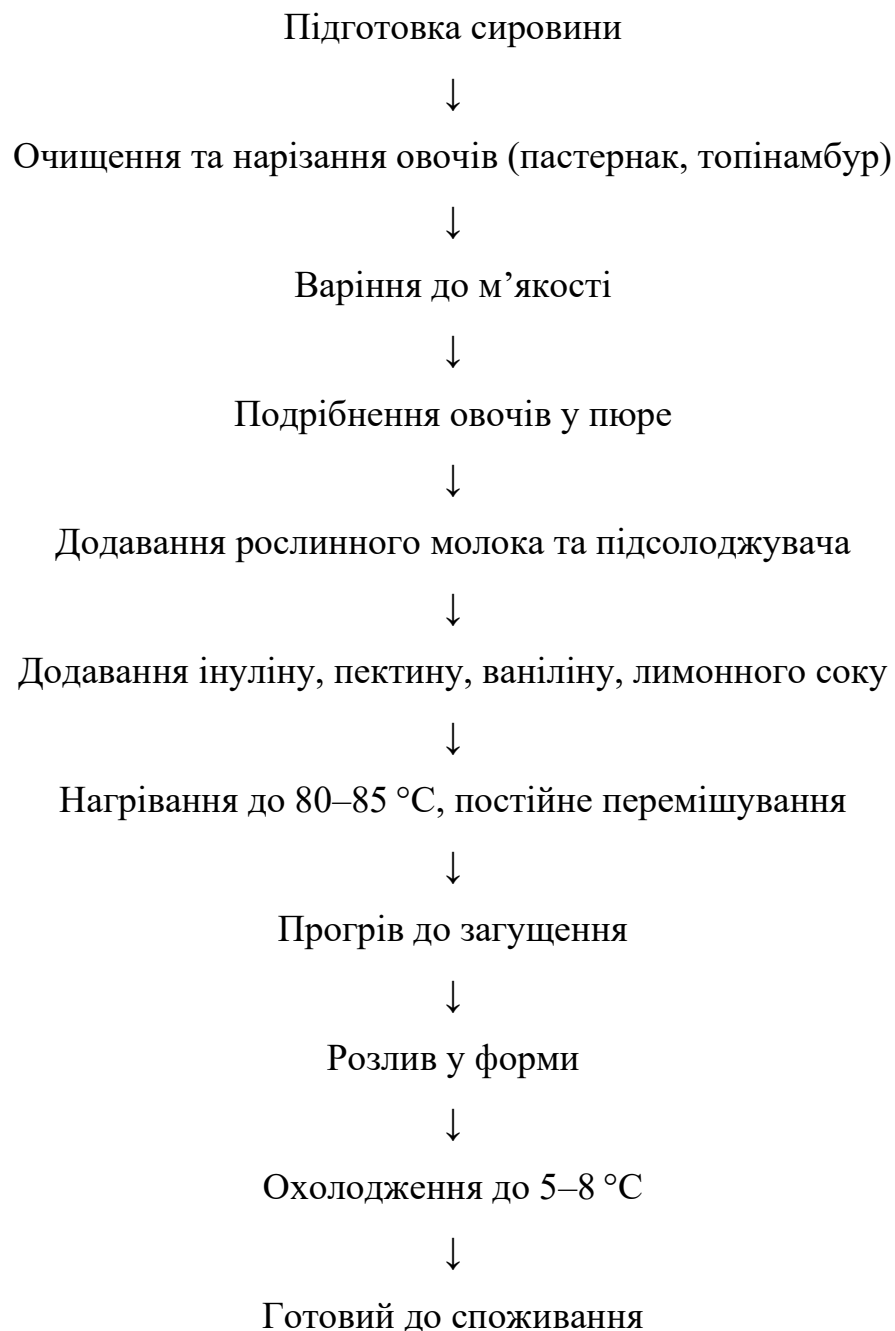 Підготовка сировини
↓
Очищення та нарізання овочів (пастернак, топінамбур)
↓
Варіння до м’якості
↓
Подрібнення овочів у пюре
↓
Додавання рослинного молока та підсолоджувача
↓
Додавання інуліну, пектину, ваніліну, лимонного соку
↓
Нагрівання до 80–85 °C, постійне перемішування
↓
Прогрів до загущення
↓
Розлив у форми
↓
Охолодження до 5–8 °C
↓
Готовий до споживання